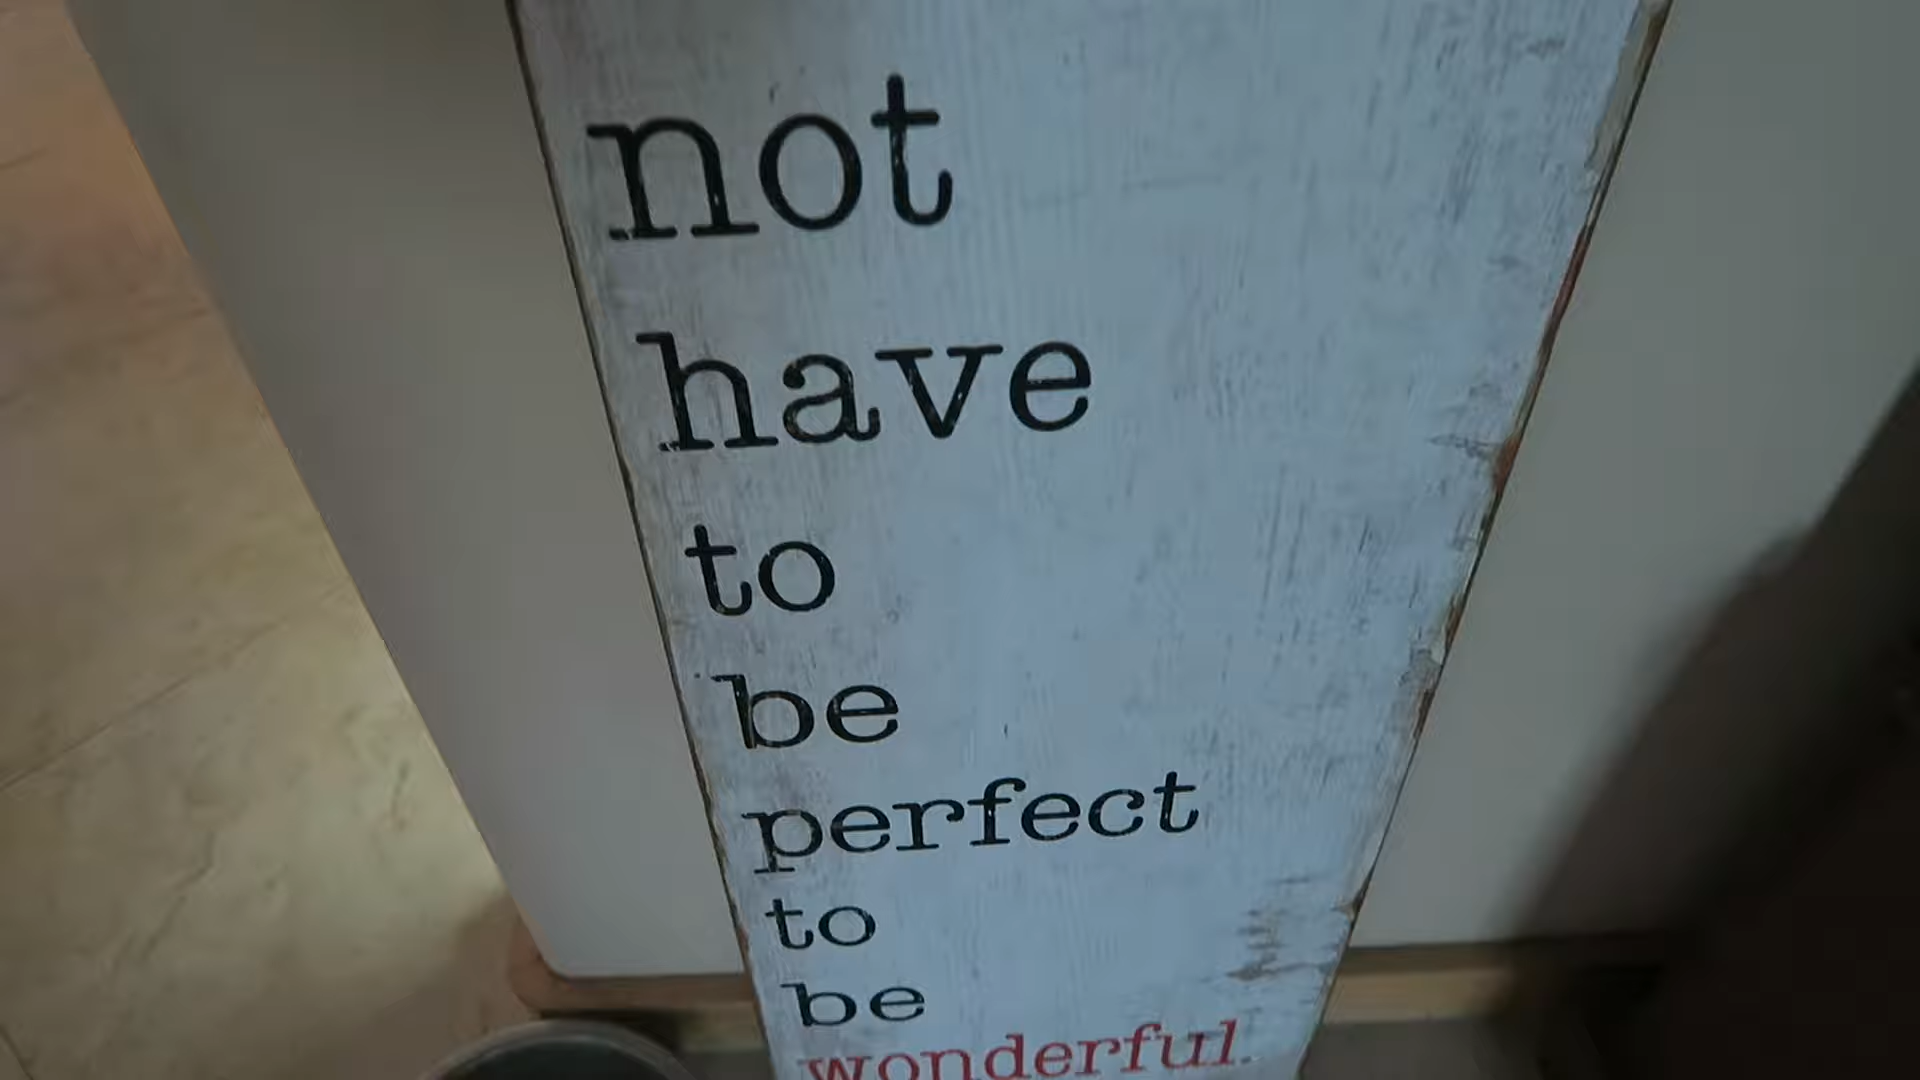 not
have
to
be
perfect
to
be
wonderful.